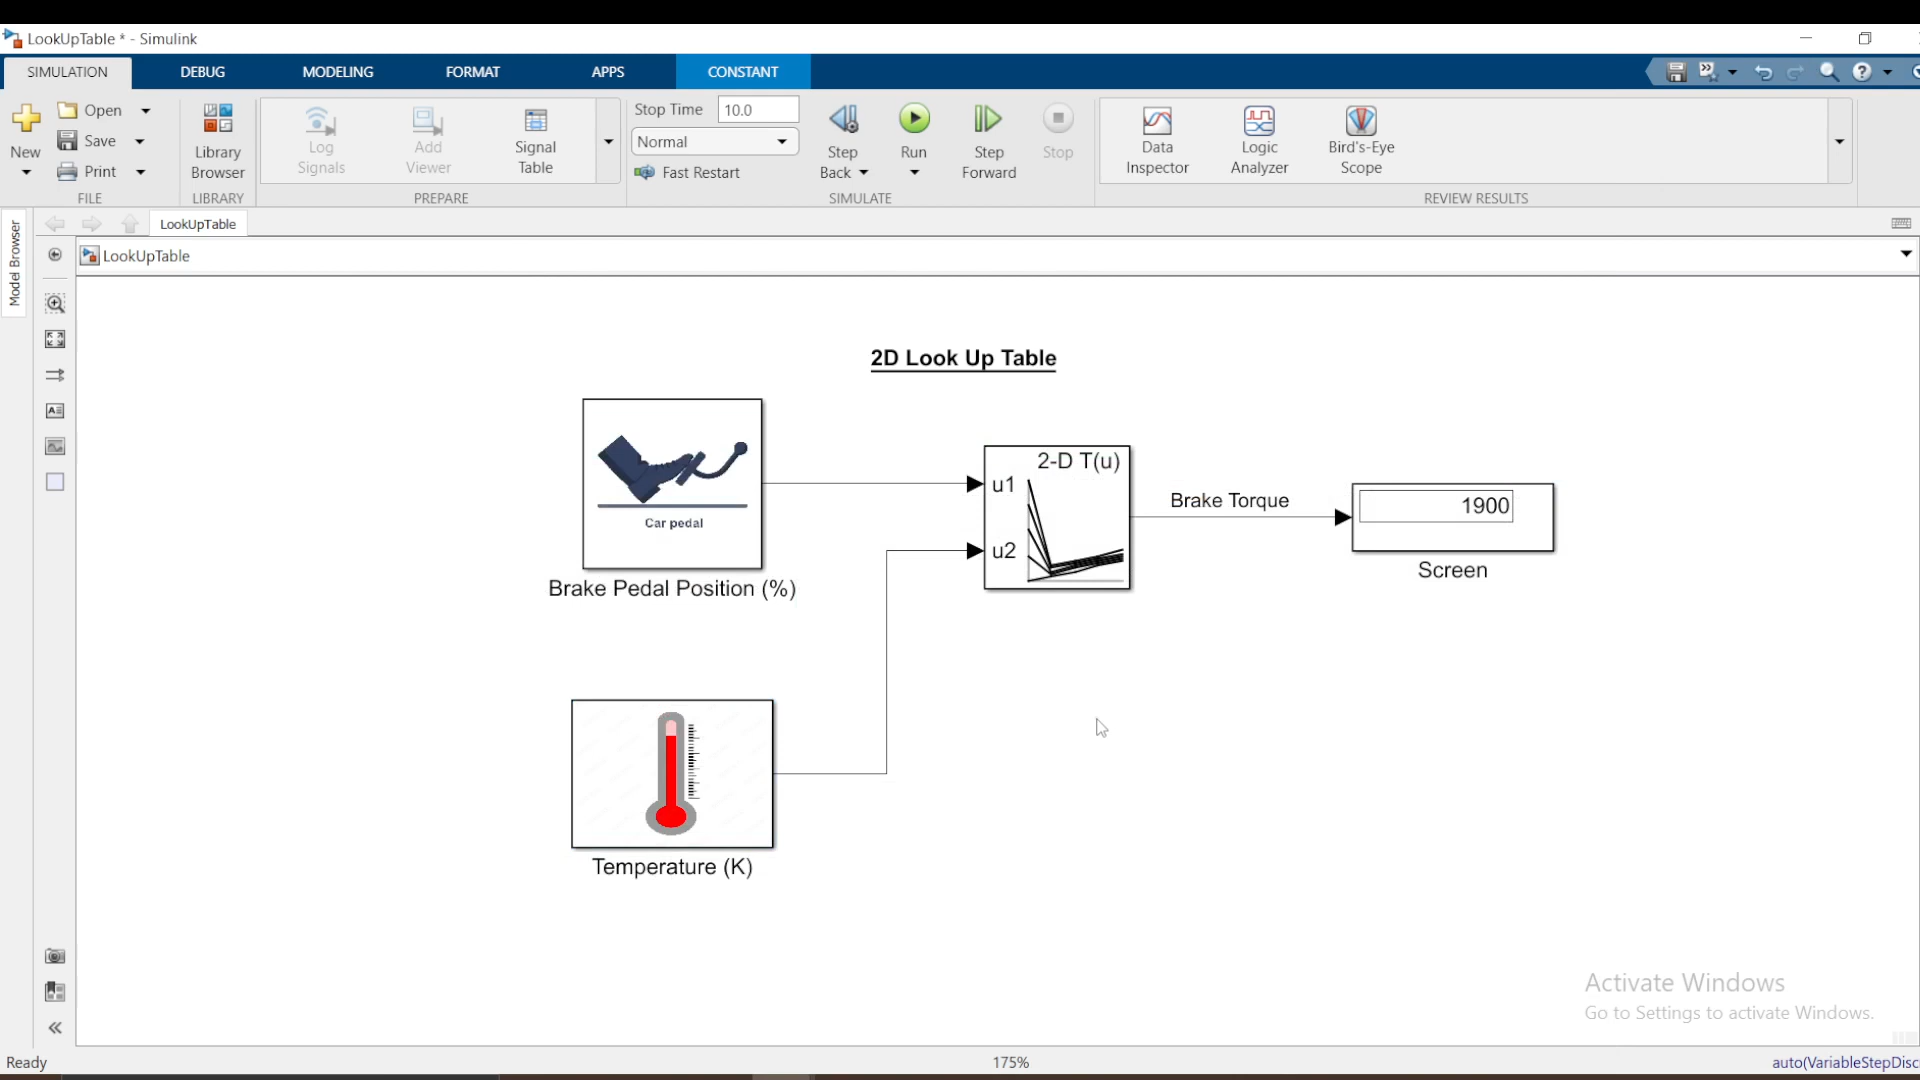 LookUpTable * - Simulink
SIMULATION DEBUG MODELING FORMAT APPS CONSTANT
New
Open
Save
Print
FILE
Library Browser
LIBRARY
Log Signals
Add Viewer
Signal Table
PREPARE
Stop Time 10.0
Normal
Fast Restart
Step Back
Run
Step Forward
Stop
SIMULATE
Data Inspector
Logic Analyzer
Bird's-Eye Scope
REVIEW RESULTS
Model Browser
LookUpTable
LookUpTable
2D Look Up Table
Car pedal
Brake Pedal Position (%)
2-D T(u)
u1
u2
Brake Torque
1900
Screen
Temperature (K)
Activate Windows
Go to Settings to activate Windows.
Ready 175% auto(VariableStepDisc